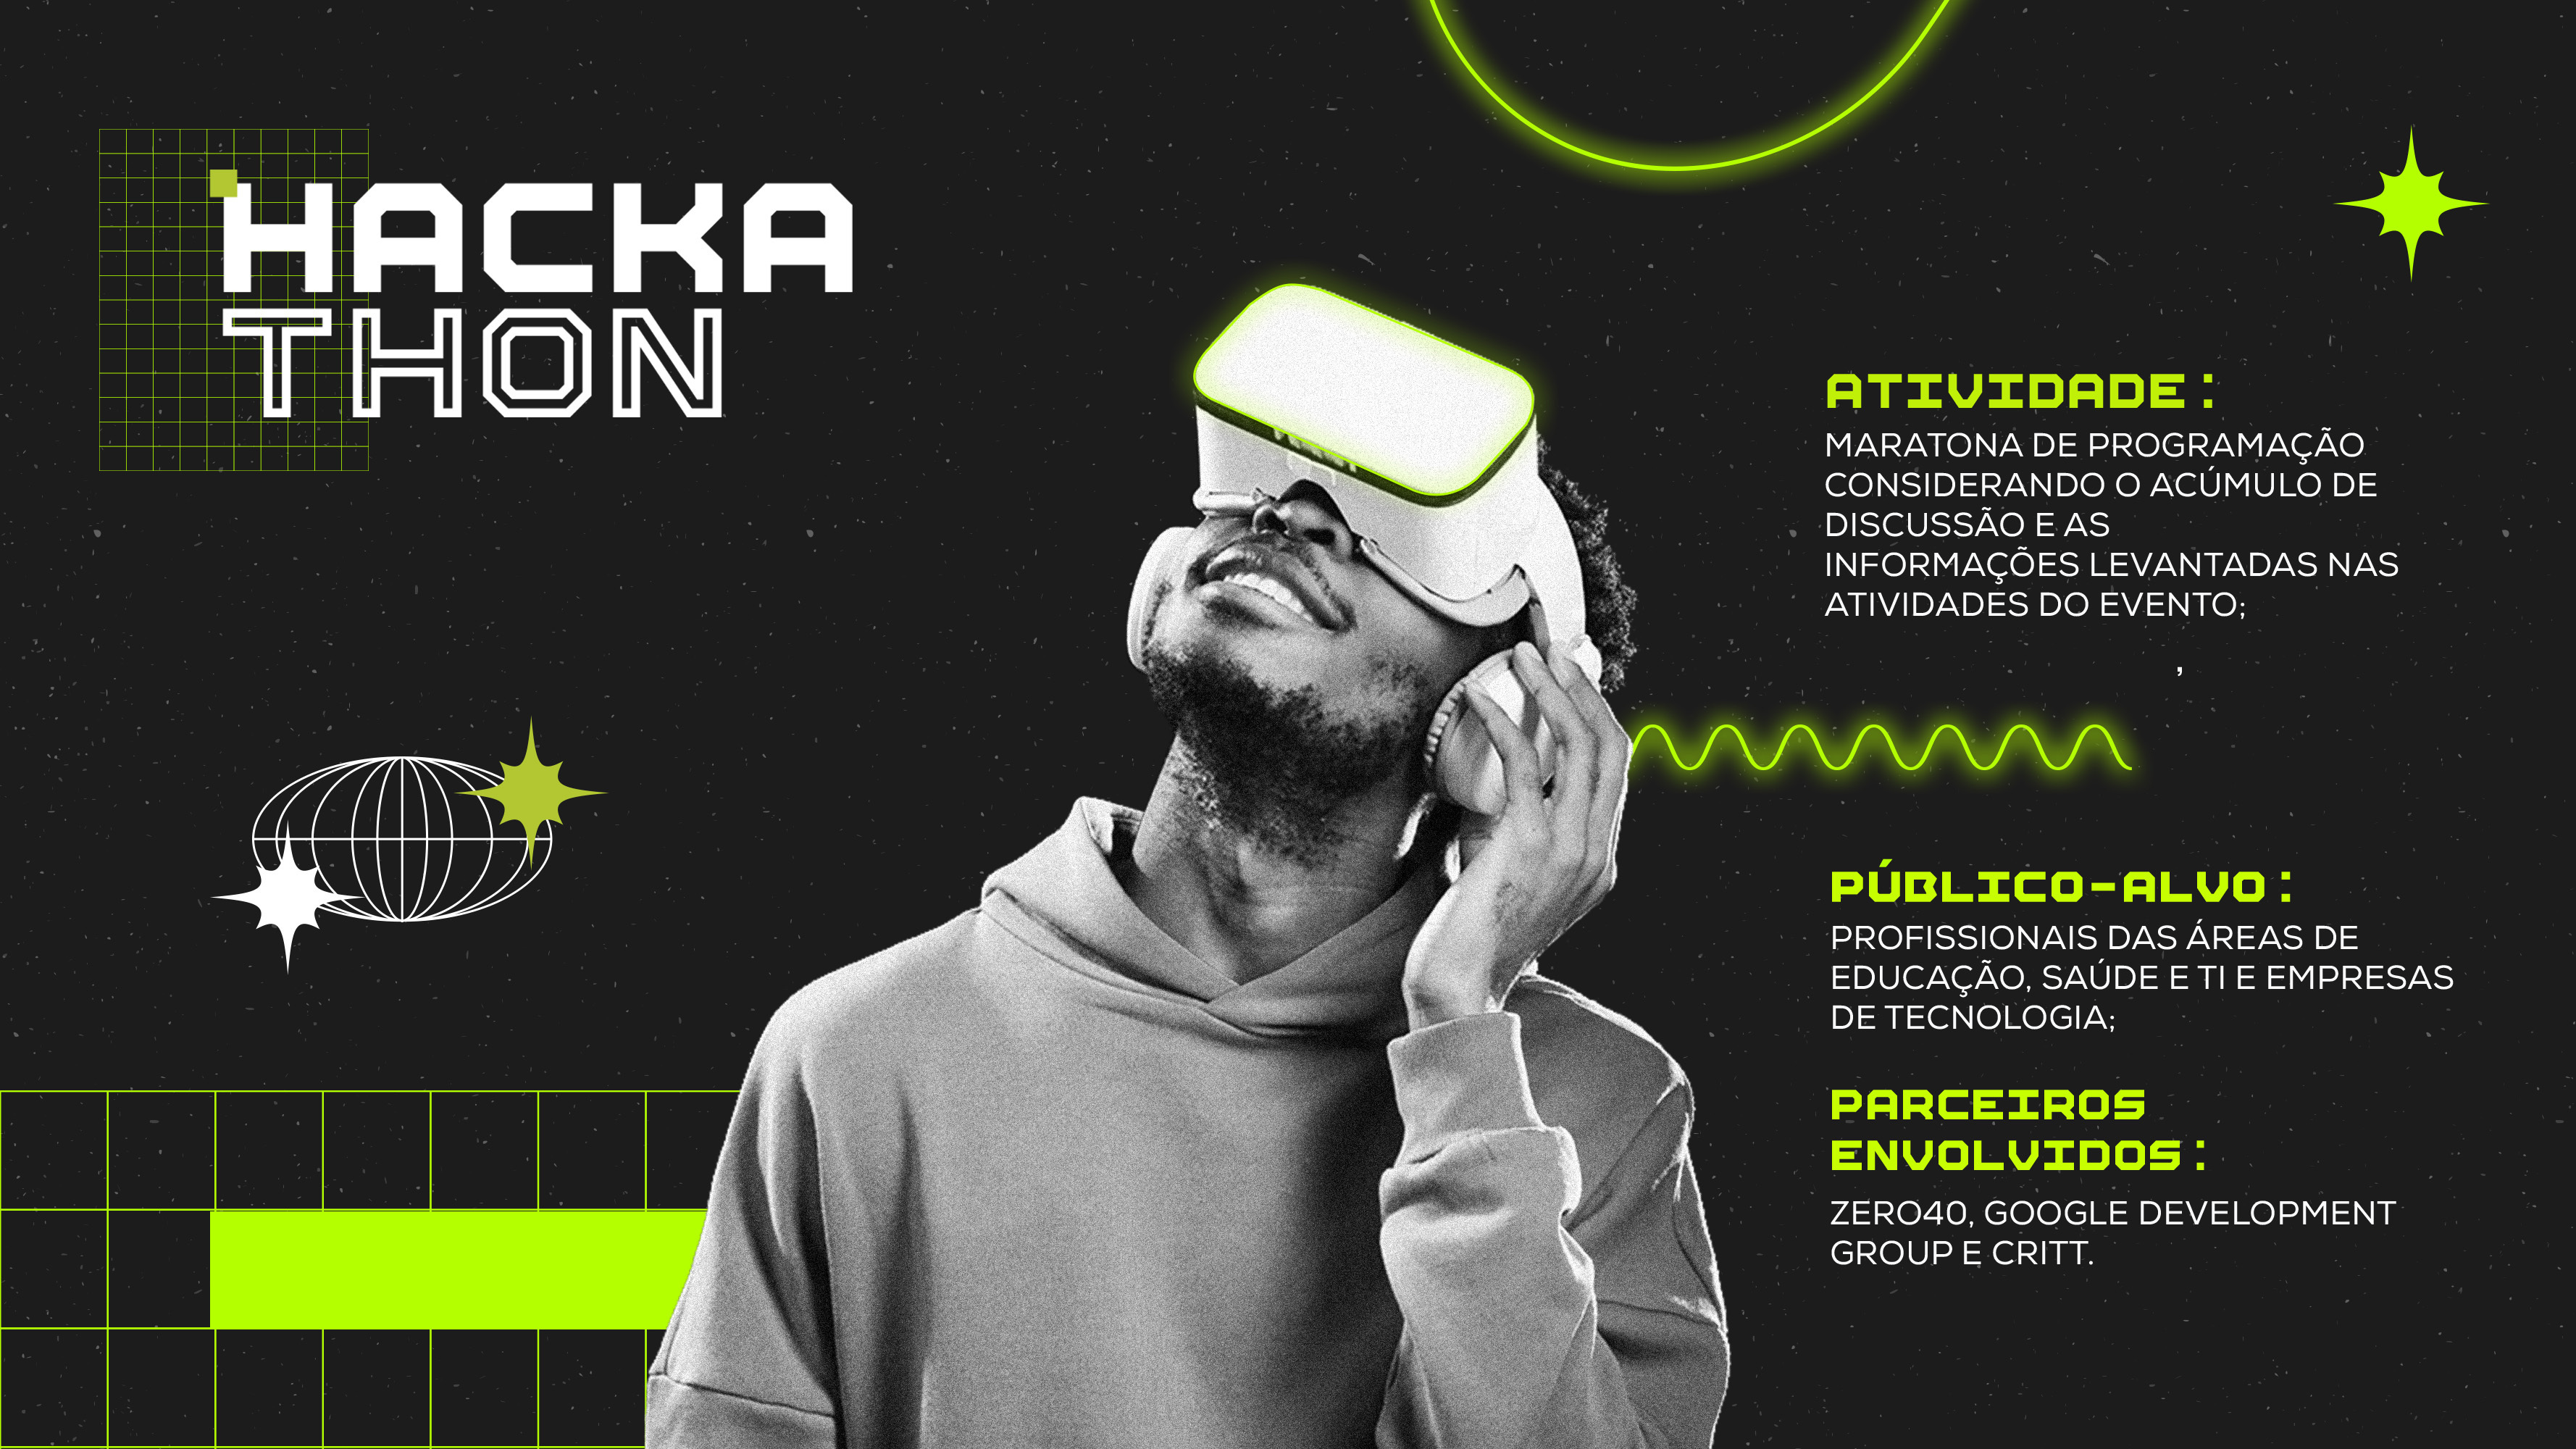 HACKA
THON
ATIVIDADE:
MARATONA DE PROGRAMAÇÃO
CONSIDERANDO O ACÚMULO DE
DISCUSSÃO E AS
INFORMAÇÕES LEVANTADAS NAS
ATIVIDADES DO EVENTO;
,
PÚBLICO-ALVO:
PROFISSIONAIS DAS ÁREAS DE
EDUCAÇÃO, SAÚDE E TI E EMPRESAS
DE TECNOLOGIA;
PARCEIROS
ENVOLVIDOS:
ZERO40, GOOGLE DEVELOPMENT
GROUP E CRITT.